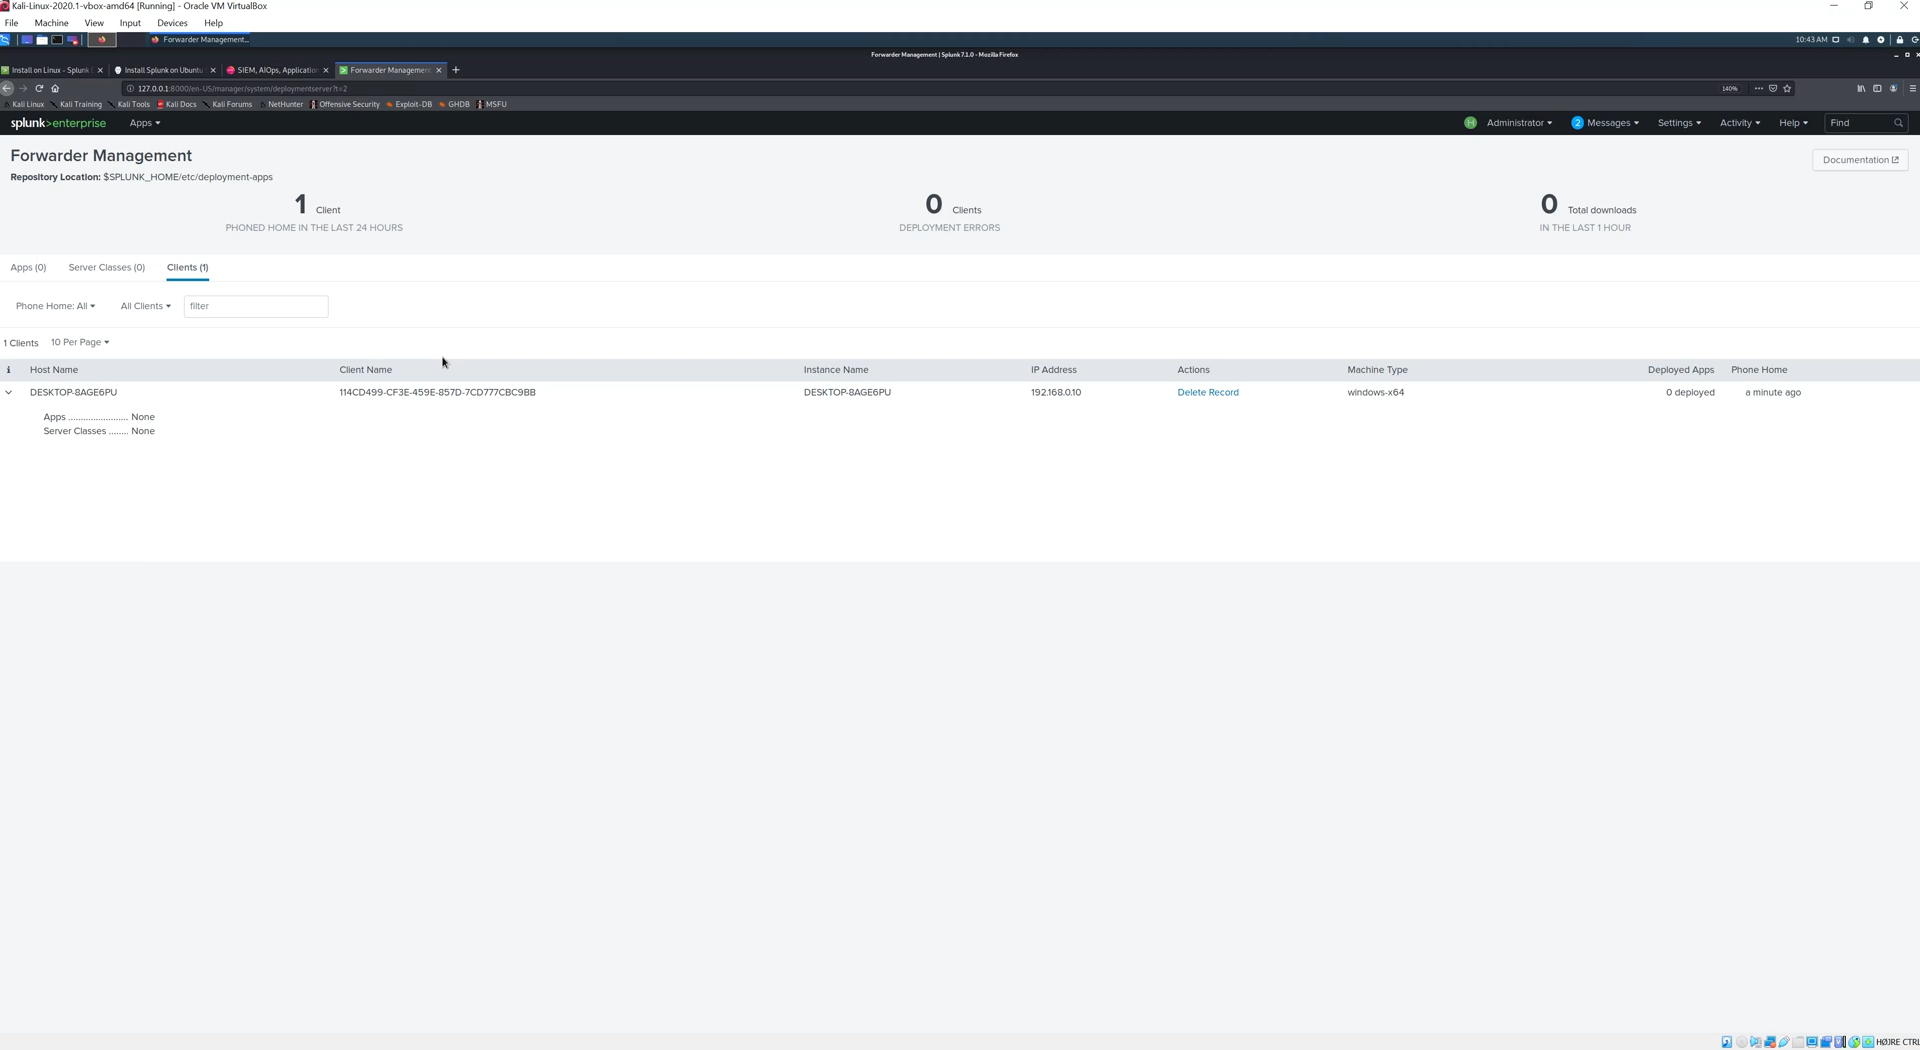 Kali-Linux-2020.1-vbox-amd64 [Running] - Oracle VM VirtualBox
File Machine View Input Devices Help
Forwarder Management... 10:43 AM
Forwarder Management | Splunk 7.1.0 - Mozilla Firefox
Install on Linux - Splunk Install Splunk on Ubuntu SIEM, AIOps, Application Forwarder Management
127.0.0.1:8000/en-US/manager/system/deploymentserver?t=2 140%
Kali Linux Kali Training Kali Tools Kali Docs Kali Forums NetHunter Offensive Security Exploit-DB GHDB MSFU
splunk>enterprise Apps Administrator 2 Messages Settings Activity Help Find
Forwarder Management
Documentation
Repository Location: $SPLUNK_HOME/etc/deployment-apps
1 Client 0 Clients 0 Total downloads
PHONED HOME IN THE LAST 24 HOURS DEPLOYMENT ERRORS IN THE LAST 1 HOUR
Apps (0) Server Classes (0) Clients (1)
Phone Home: All All Clients filter
1 Clients 10 Per Page
i Host Name Client Name Instance Name IP Address Actions Machine Type Deployed Apps Phone Home
DESKTOP-8AGE6PU 114CD499-CF3E-459E-857D-7CD777CBC9BB DESKTOP-8AGE6PU 192.168.0.10 Delete Record windows-x64 0 deployed a minute ago
Apps ....................... None
Server Classes ........ None
HØJRE CTRL